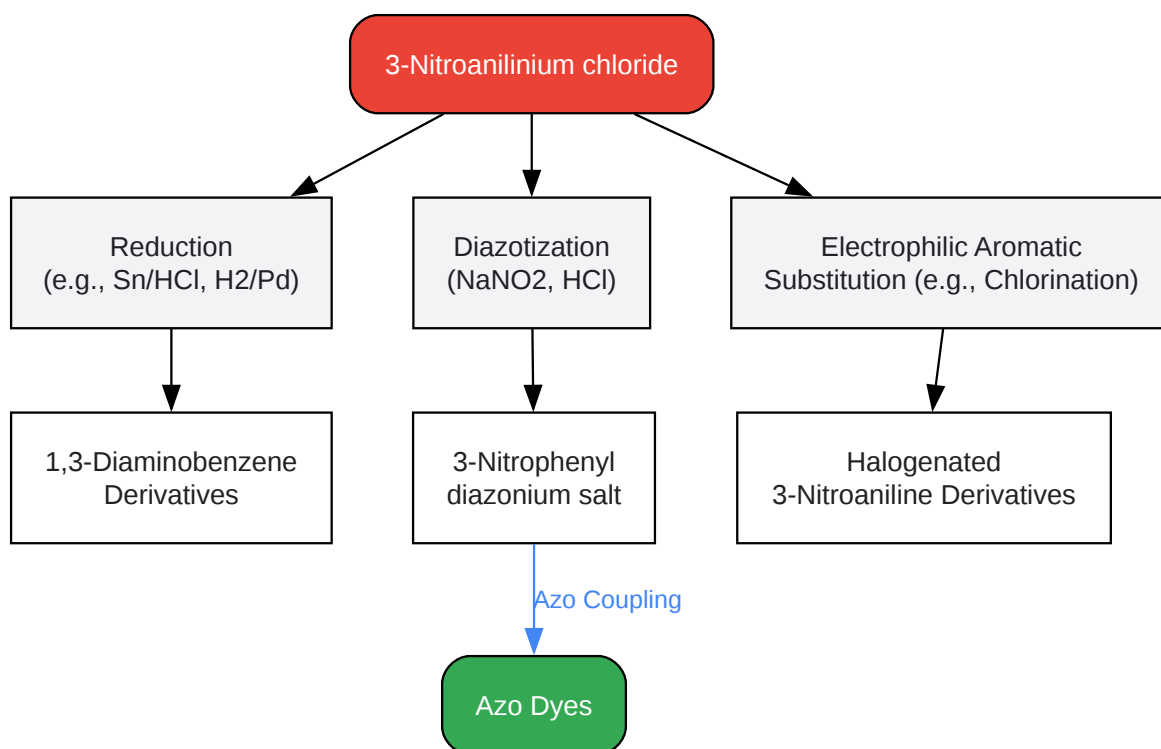 3-Nitroanilinium chloride
Reduction
(e.g., Sn/HCl, H2/Pd)
Diazotization
(NaNO2, HCl)
Electrophilic Aromatic
Substitution (e.g., Chlorination)
1,3-Diaminobenzene
Derivatives
3-Nitrophenyl
diazonium salt
Halogenated
3-Nitroaniline Derivatives
Azo Coupling
Azo Dyes